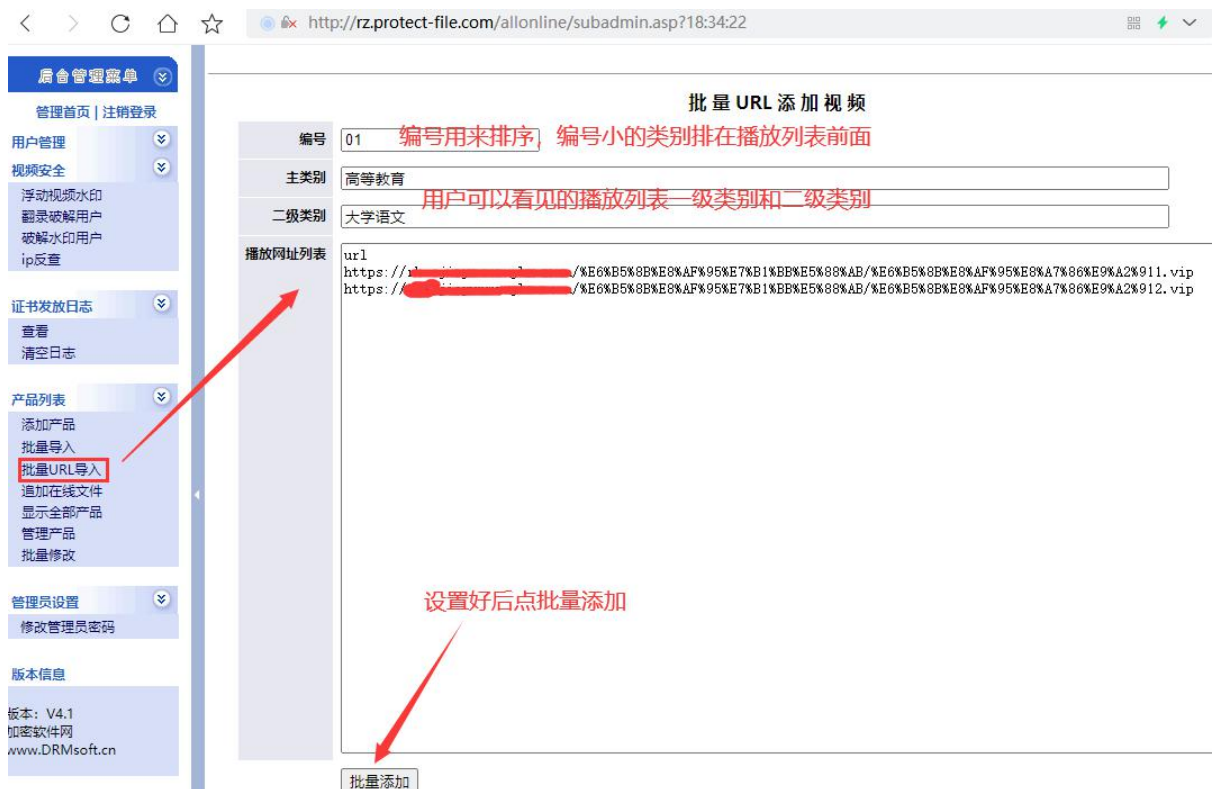 http://rz.protect-file.com/allonline/subadmin.asp?18:34:22
后台管理菜单
管理首页 | 注销登录
用户管理
视频安全
浮动视频水印
翻录破解用户
破解水印用户
ip反查
证书发放日志
查看
清空日志
产品列表
添加产品
批量导入
批量URL导入
追加在线文件
显示全部产品
管理产品
批量修改
管理员设置
修改管理员密码
版本信息
版本：V4.1
加密软件网
www.DRMsoft.cn
批 量 URL 添 加 视 频
编号 01 编号用来排序，编号小的类别排在播放列表前面
主类别 高等教育
用户可以看见的播放列表一级类别和二级类别
二级类别 大学语文
播放网址列表 url
https:// /%E6%B5%8B%E8%AF%95%E7%B1%BB%E5%88%AB/%E6%B5%8B%E8%AF%95%E8%A7%86%E9%A2%911.vip
https:// /%E6%B5%8B%E8%AF%95%E7%B1%BB%E5%88%AB/%E6%B5%8B%E8%AF%95%E8%A7%86%E9%A2%912.vip
设置好后点批量添加
批量添加